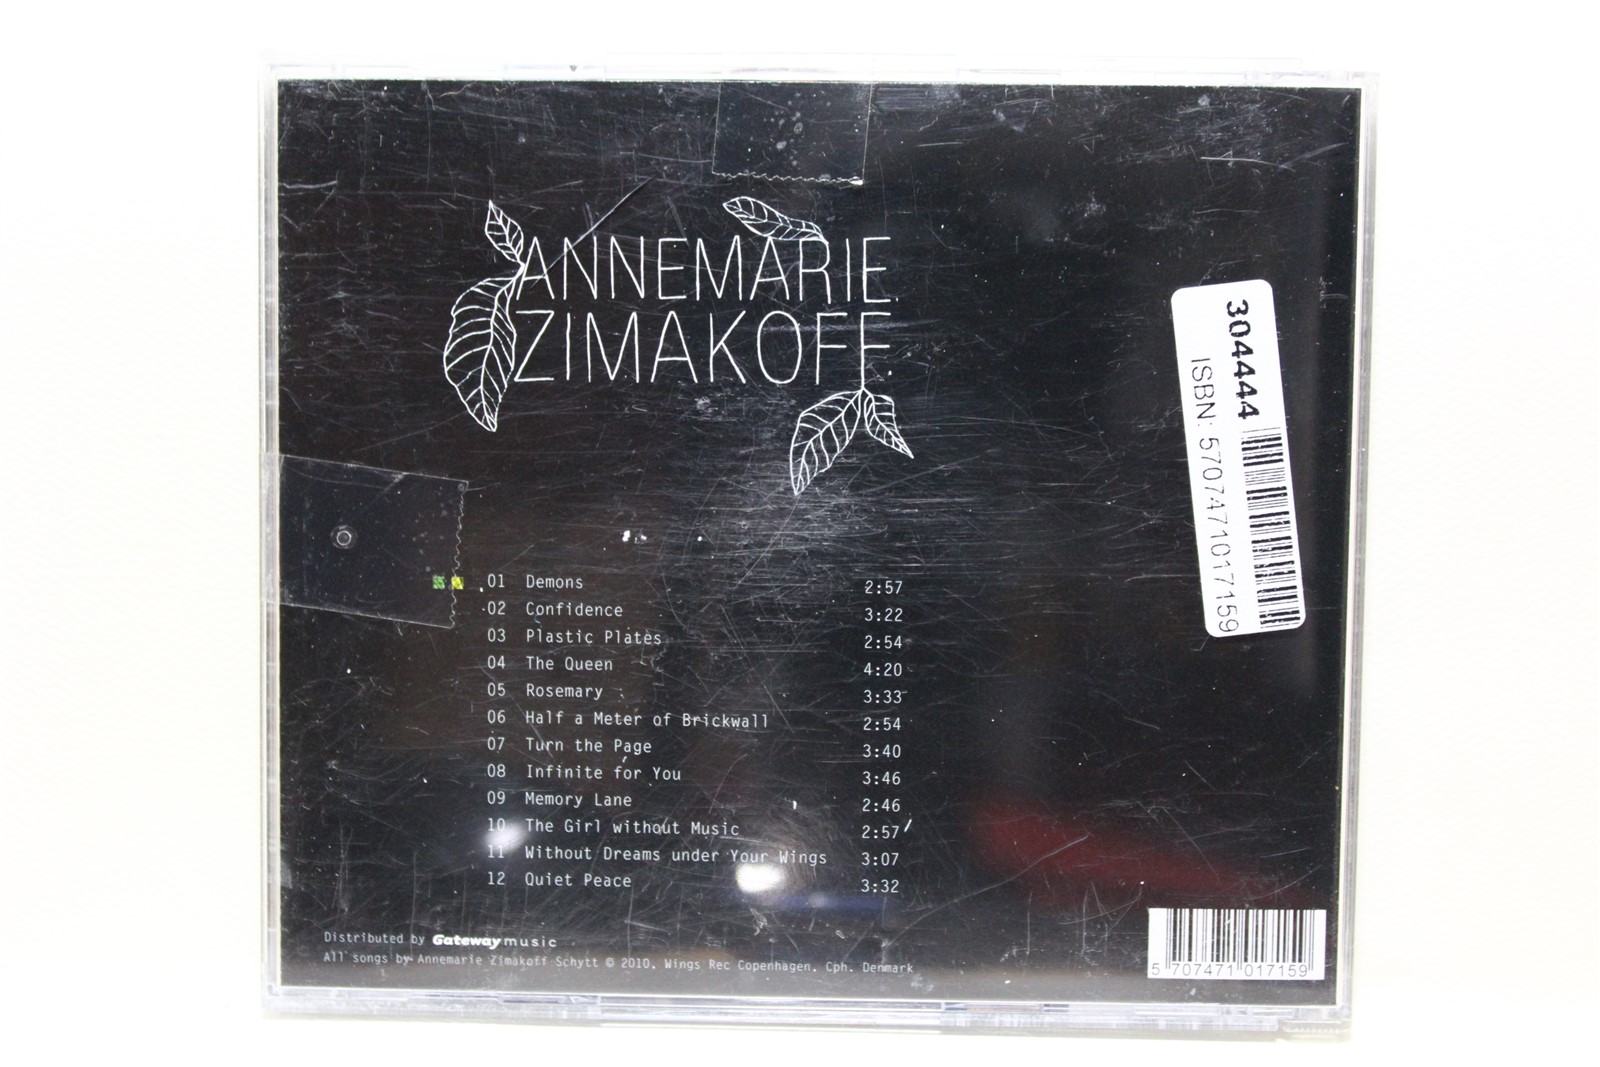 ANNEMARIE
ZIMAKOFF
30444
ISBN: 5707471017159
01 Demons 2:57
02 Confidence 3:22
03 Plastic Plates 2:54
04 The Queen 4:20
05 Rosemary 3:33
06 Half a Meter of Brickwall 2:54
07 Turn the Page 3:40
08 Infinite for You 3:46
09 Memory Lane 2:46
10 The Girl without Music 2:57
11 Without Dreams under Your Wings 3:07
12 Quiet Peace 3:32
Distributed by Gateway music
All songs by Annemarie Zimakoff Schytt © 2010, Wings Rec Copenhagen, Cph. Denmark
5 707471 017159